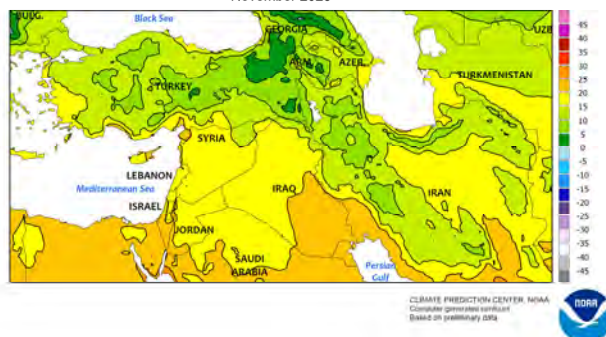 November
BULG.
Black Sea
GEORGIA
UZB
ARM.
AZER.
TURKEY
TURKMENISTAN
SYRIA
LEBANON
Mediterranean Sea
ISRAEL
IRAQ
IRAN
JORDAN
SAUDI
ARABIA
Persian
Gulf
45
40
35
30
25
20
15
10
5
0
-5
-10
-15
-20
-25
-30
-35
-40
-45
CLIMATE PREDICTION CENTER, NOAA
Computer generated contours
Based on preliminary data
NOAA